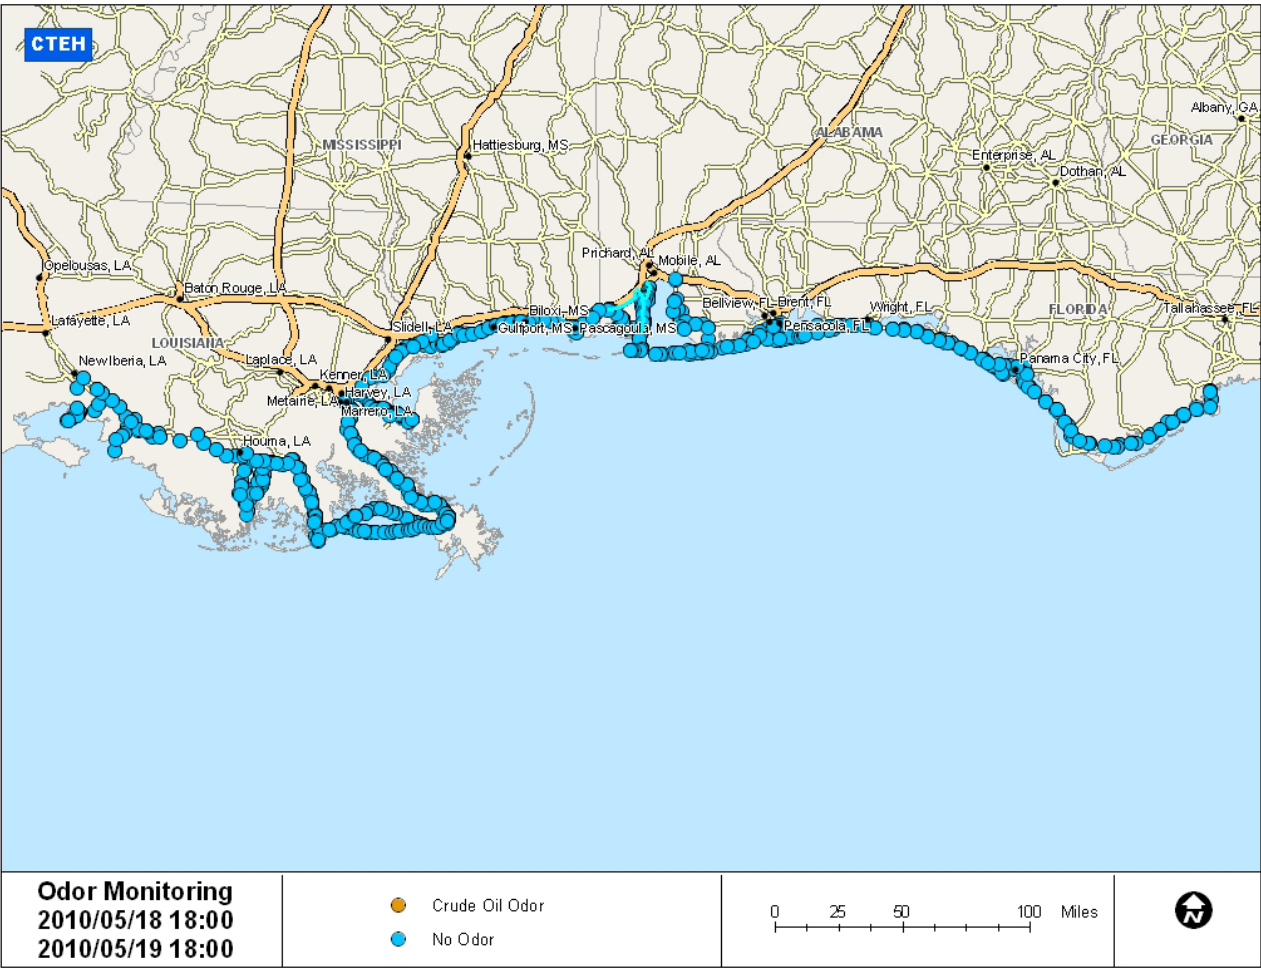 CTEH
Albany, GA
MISSISSIPPI
Hattiesburg, MS
ALABAMA
GEORGIA
Enterprise, AL
Dothan, AL
Prichard, AL
Mobile, AL
Opelousas, LA
Baton Rouge, LA
Biloxi, MS
Bellview, FL
Brent, FL
Wright, FL
FLORIDA
Tallahassee, FL
Lafayette, LA
Slidell, LA
Gulfport, MS
Pascagoula, MS
Pensacola, FL
LOUISIANA
New Iberia, LA
Laplace, LA
Panama City, FL
Kenner, LA
Harvey, LA
Metairie, LA
Marrero, LA
Houma, LA
Odor Monitoring
2010/05/18 18:00
2010/05/19 18:00
Crude Oil Odor
No Odor
0 25 50 100 Miles
N